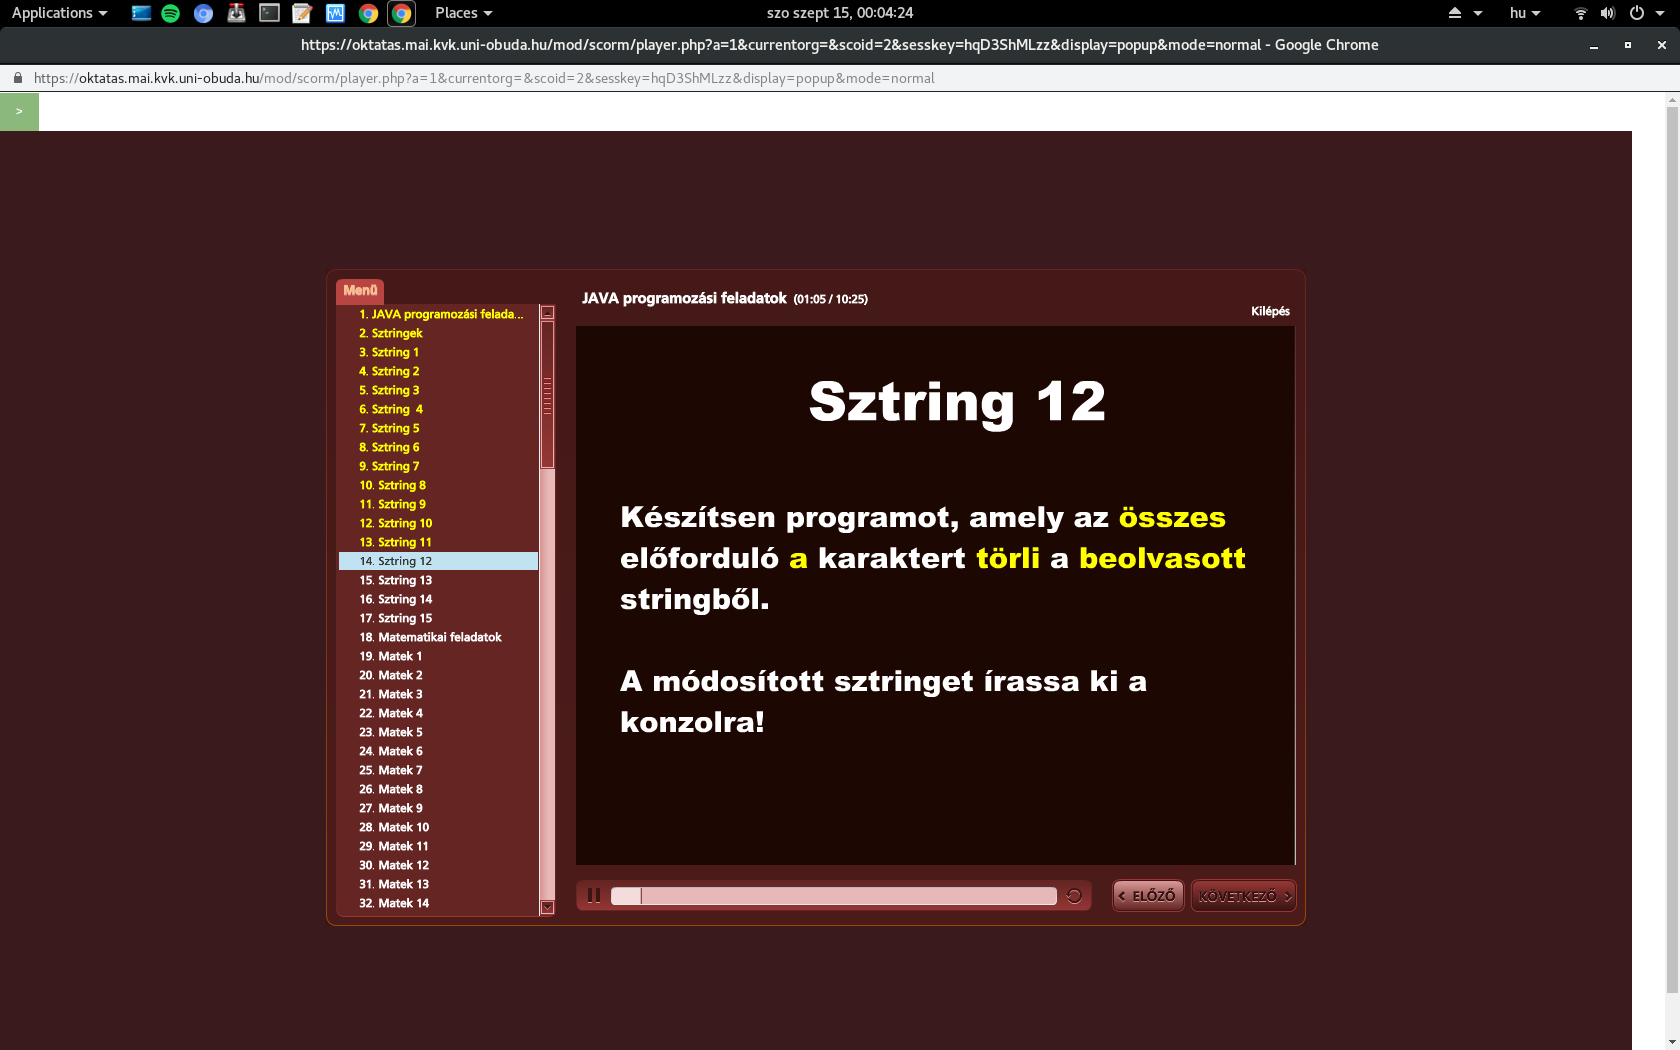 Applications
Places
szo szept 15, 00:04:24
hu
https://oktatas.mai.kvk.uni-obuda.hu/mod/scorm/player.php?a=1&currentorg=&scoid=2&sesskey=hqD3ShMLzz&display=popup&mode=normal - Google Chrome
https://oktatas.mai.kvk.uni-obuda.hu/mod/scorm/player.php?a=1&currentorg=&scoid=2&sesskey=hqD3ShMLzz&display=popup&mode=normal
>
Menü
1. JAVA programozási felada...
2. Sztringek
3. Sztring 1
4. Sztring 2
5. Sztring 3
6. Sztring 4
7. Sztring 5
8. Sztring 6
9. Sztring 7
10. Sztring 8
11. Sztring 9
12. Sztring 10
13. Sztring 11
14. Sztring 12
15. Sztring 13
16. Sztring 14
17. Sztring 15
18. Matematikai feladatok
19. Matek 1
20. Matek 2
21. Matek 3
22. Matek 4
23. Matek 5
24. Matek 6
25. Matek 7
26. Matek 8
27. Matek 9
28. Matek 10
29. Matek 11
30. Matek 12
31. Matek 13
32. Matek 14
JAVA programozási feladatok (01:05 / 10:25)
Kilépés
Sztring 12
Készítsen programot, amely az összes
előforduló a karaktert törli a beolvasott
stringből.
A módosított sztringet írassa ki a
konzolra!
< ELŐZŐ
KÖVETKEZŐ >